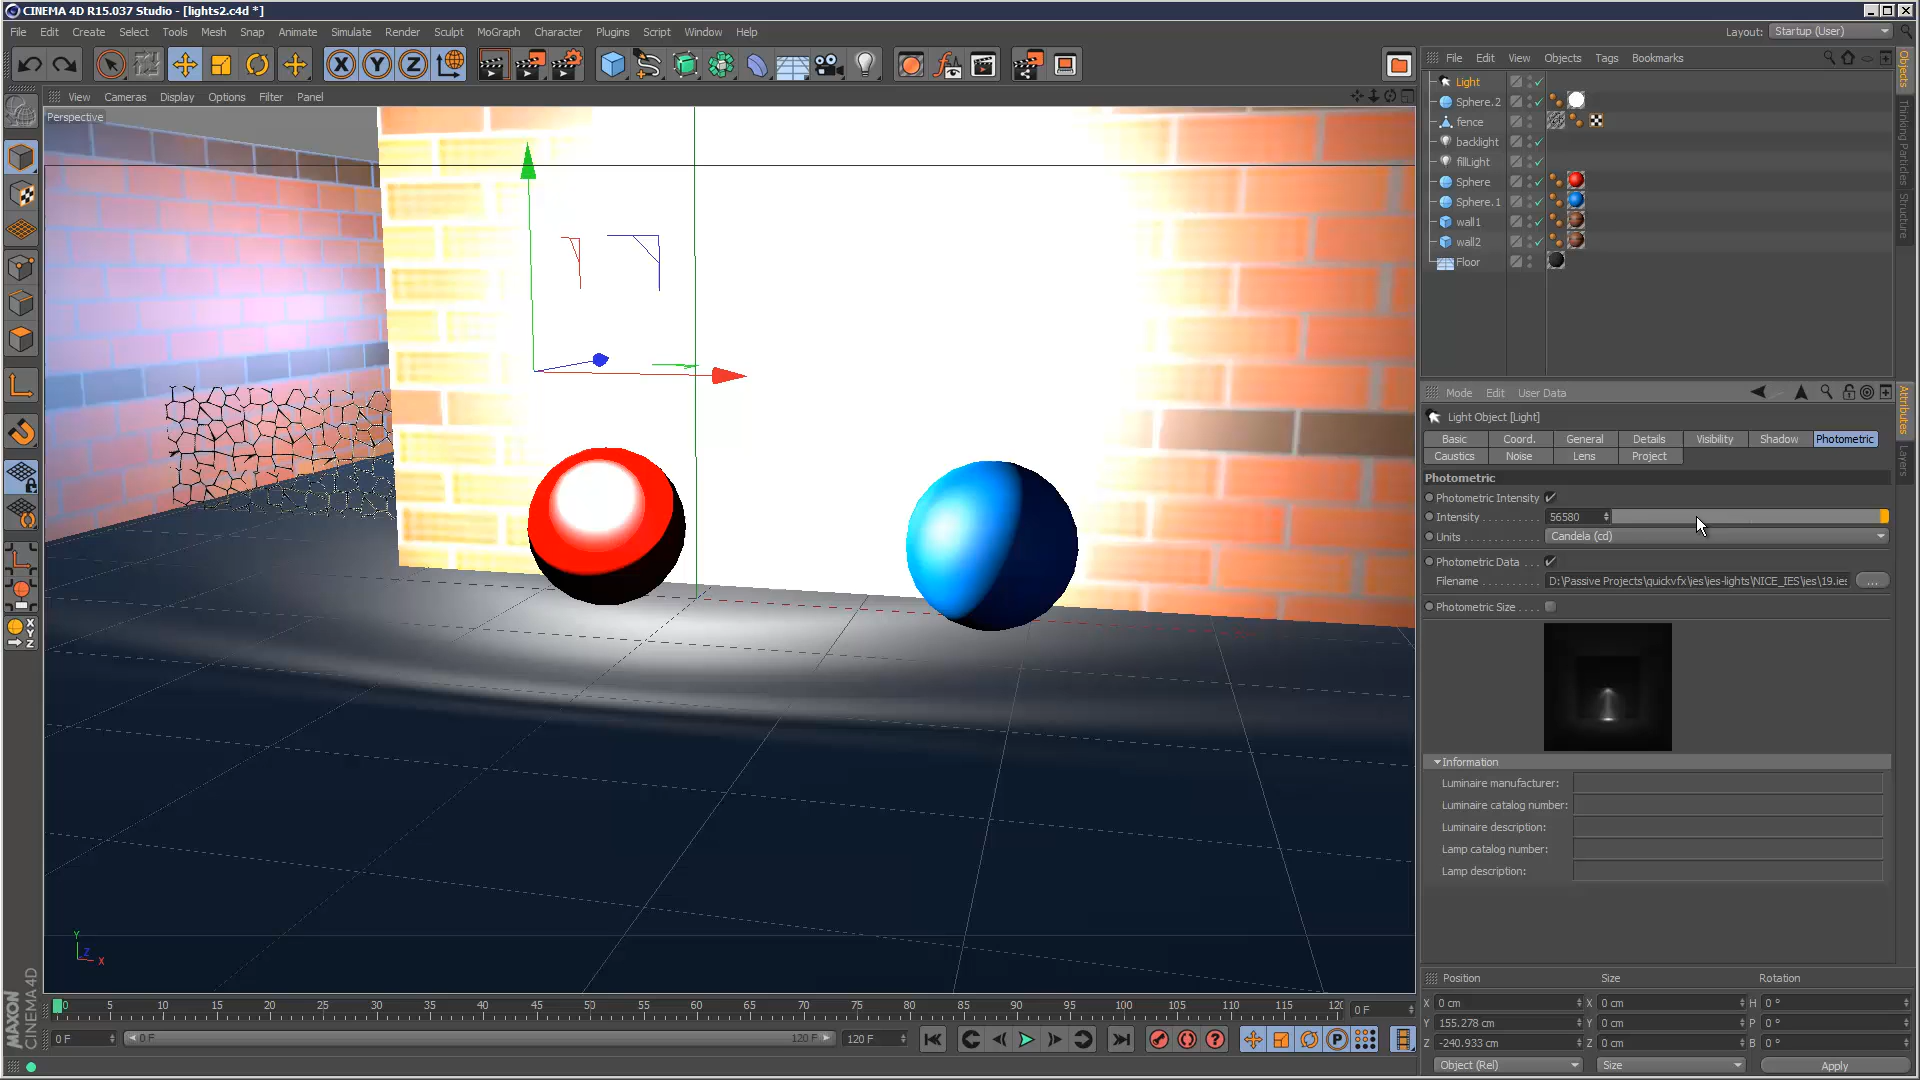 CINEMA 4D R15.037 Studio - [lights2.c4d *]
File Edit Create Select Tools Mesh Snap Animate Simulate Render Sculpt MoGraph Character Plugins Script Window Help
Layout: Startup (User)
X Y Z
File Edit View Objects Tags Bookmarks
View Cameras Display Options Filter Panel
Perspective
Light
Sphere.2
fence
backlight
fillLight
Sphere
Sphere.1
wall1
wall2
Floor
Objects
Thinking Particles
Structure
Attributes
Layers
Mode Edit User Data
Light Object [Light]
Basic Coord. General Details Visibility Shadow Photometric
Caustics Noise Lens Project
Photometric
Photometric Intensity
Intensity 56580
Units Candela (cd)
Photometric Data
Filename D:\Passive Projects\quickvfx\ies\ies-lights\NICE_IES\ies\19.ies ...
Photometric Size
Information
Luminaire manufacturer:
Luminaire catalog number:
Luminaire description:
Lamp catalog number:
Lamp description:
X
Y
Z
Y
Z
X
MAXON
CINEMA 4D
0 5 10 15 20 25 30 35 40 45 50 55 60 65 70 75 80 85 90 95 100 105 110 115 120
0 F
0 F 0 F 120 F 120 F
P
Position Size Rotation
X 0 cm X 0 cm H 0 °
Y 155.278 cm Y 0 cm P 0 °
Z -240.933 cm Z 0 cm B 0 °
Object (Rel) Size Apply